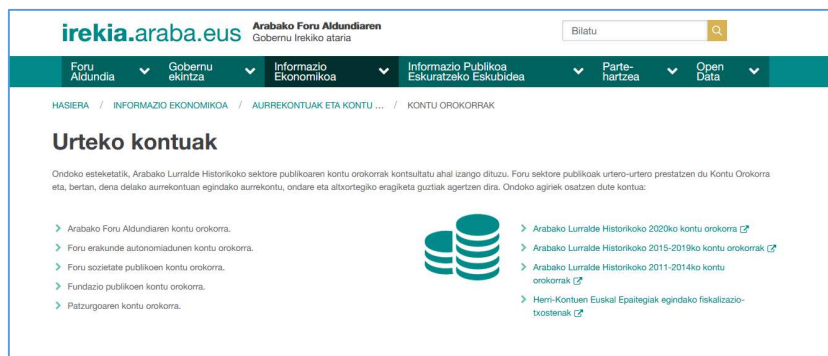 irekia.araba.eus
Arabako Foru Aldundiaren
Gobernu Irekiko ataria
Bilatu
Foru
Aldundia
Gobernu
ekintza
Informazio
Ekonomikoa
Informazio Publikoa
Eskuratzeko Eskubidea
Parte-
hartzea
Open
Data
HASIERA / INFORMAZIO EKONOMIKOA / AURREKONTUAK ETA KONTU ... / KONTU OROKORRAK
Urteko kontuak
Ondoko esteketatik, Arabako Lurralde Historikoko sektore publikoaren kontu orokorrak kontsultatu ahal izango dituzu. Foru sektore publikoak urtero-urtero prestatzen du Kontu Orokorra
eta, bertan, dena delako aurrekontuan egindako aurrekontu, ondare eta altxortegiko eragiketa guztiak agertzen dira. Ondoko agiriek osatzen dute kontua:
Arabako Foru Aldundiaren kontu orokorra.
Foru erakunde autonomiadunen kontu orokorra.
Foru sozietate publikoen kontu orokorra.
Fundazio publikoen kontu orokorra.
Patzurgoaren kontu orokorra.
Arabako Lurralde Historikoko 2020ko kontu orokorra
Arabako Lurralde Historikoko 2015-2019ko kontu orokorrak
Arabako Lurralde Historikoko 2011-2014ko kontu
orokorrak
Herri-Kontuen Euskal Epaitegiak egindako fiskalizazio-
txostenak